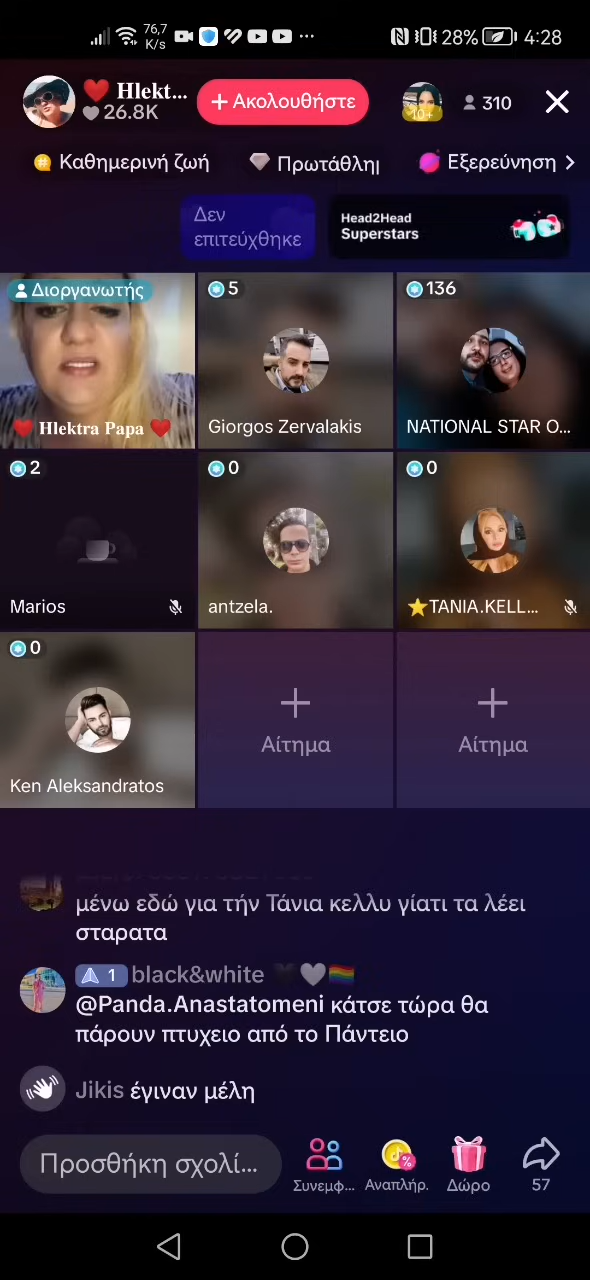 76,7
K/s
28%
4:28
❤️ Hlekt...
26.8K
+ Ακολουθήστε
10+
310
Καθημερινή ζωή
Πρωτάθλη
Εξερεύνηση
Δεν
επιτεύχθηκε
Head2Head
Superstars
Διοργανωτής
❤️ Hlektra Papa ❤️
5
Giorgos Zervalakis
136
NATIONAL STAR O...
2
Marios
0
antzela.
0
⭐TANIA.KELL...
0
Ken Aleksandratos
Αίτημα
Αίτημα
μένω εδώ για τήν Τάνια κελλυ γίατι τα λέει
σταρατα
1 black&white 🖤🤍🏳️‍🌈
@Panda.Anastatomeni κάτσε τώρα θα
πάρουν πτυχειο από το Πάντειο
Jikis έγιναν μέλη
Προσθήκη σχολί...
Συνεμφ...
Αναπλήρ.
Δώρο
57